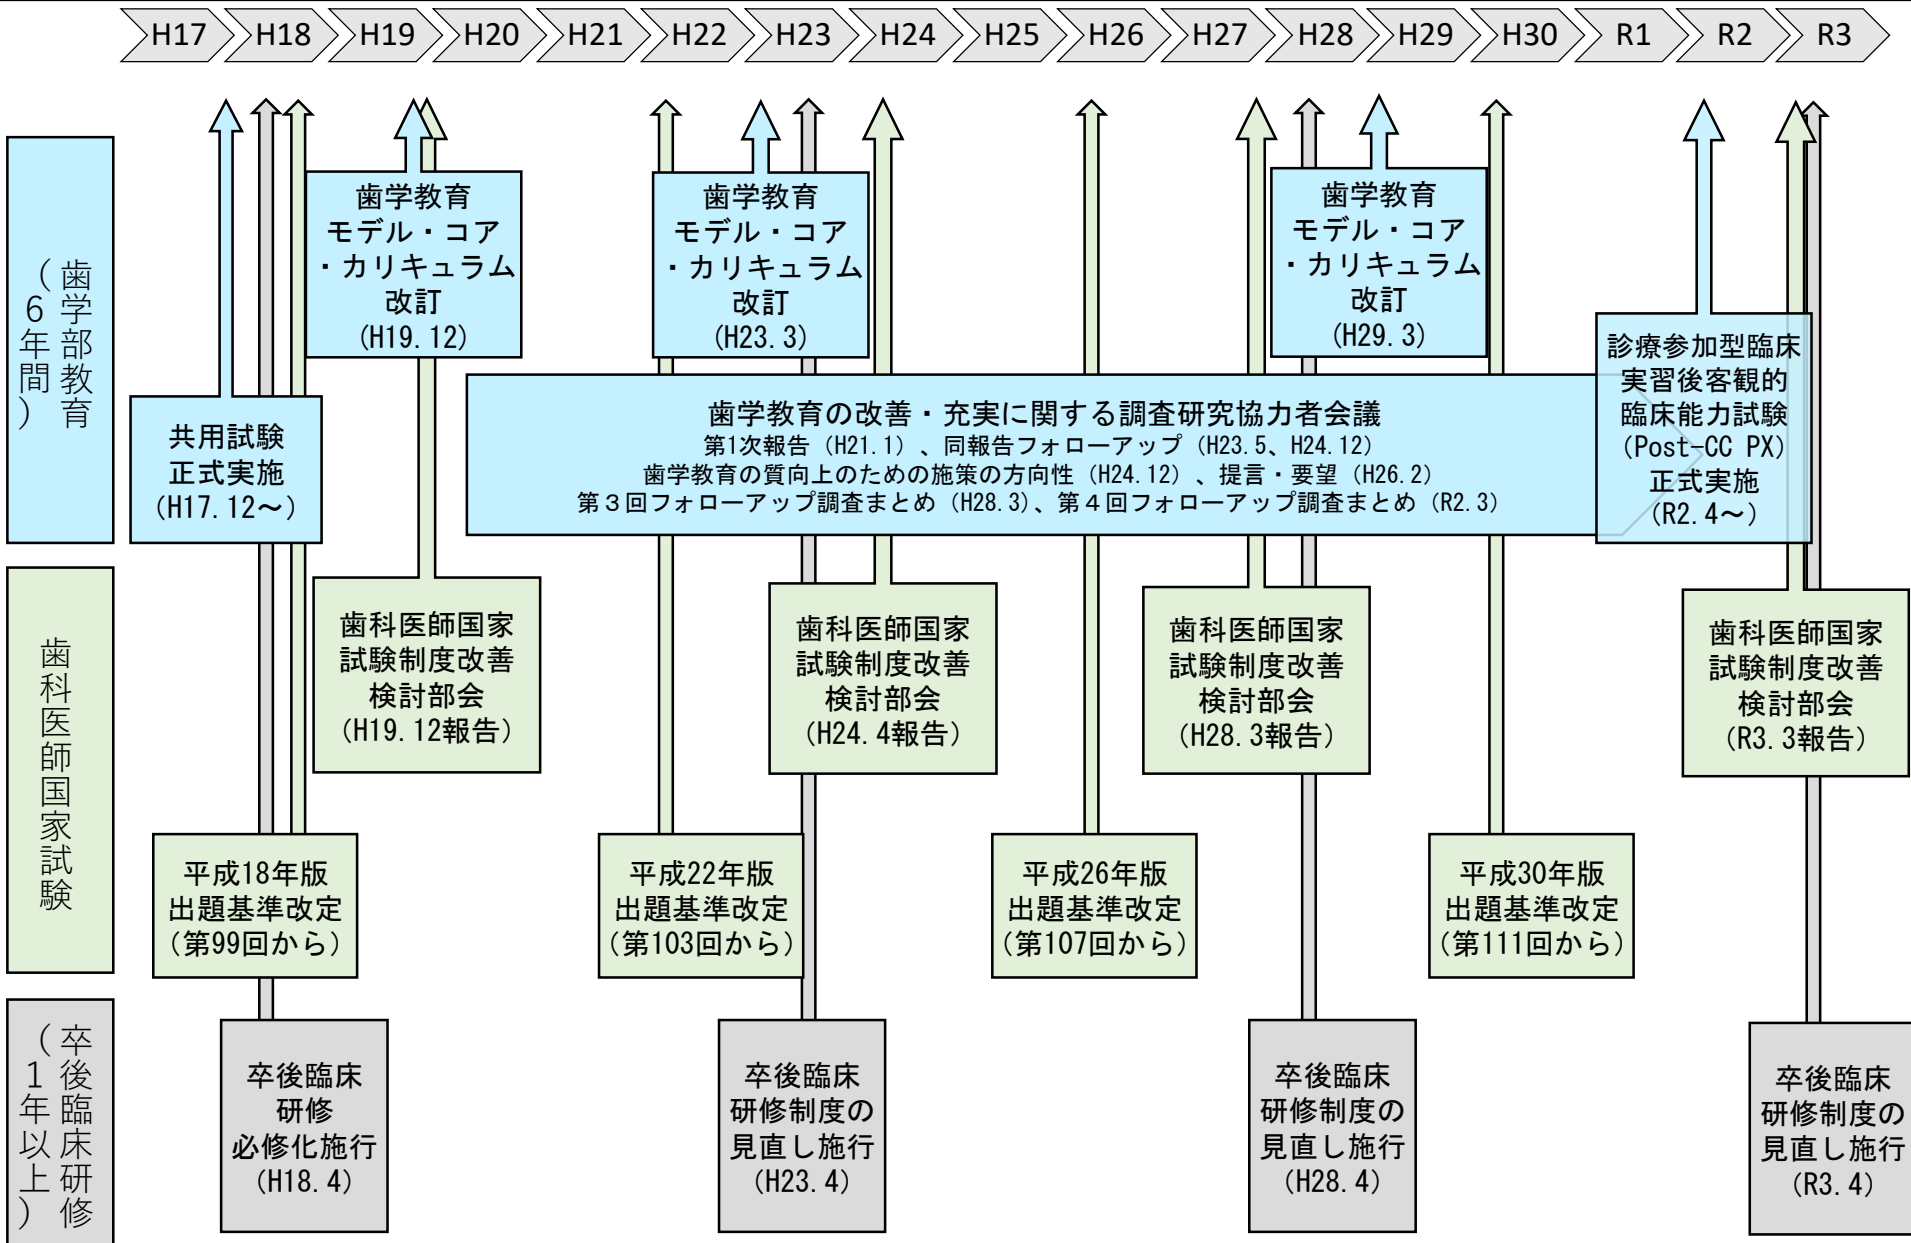 H17 H18 H19 H20 H21 H22 H23 H24 H25 H26 H27 H28 H29 H30 R1 R2 R3
歯学部教育
（6年間）
共用試験
正式実施
(H17.12～)
歯学教育
モデル・コア
・カリキュラム
改訂
(H19.12)
歯学教育
モデル・コア
・カリキュラム
改訂
(H23.3)
歯学教育
モデル・コア
・カリキュラム
改訂
(H29.3)
歯学教育の改善・充実に関する調査研究協力者会議
第1次報告（H21.1）、同報告フォローアップ（H23.5、H24.12）
歯学教育の質向上のための施策の方向性（H24.12）、提言・要望（H26.2）
第３回フォローアップ調査まとめ（H28.3）、第４回フォローアップ調査まとめ（R2.3）
診療参加型臨床
実習後客観的
臨床能力試験
(Post-CC PX)
正式実施
(R2.4～)
歯科医師国家試験
歯科医師国家
試験制度改善
検討部会
(H19.12報告)
歯科医師国家
試験制度改善
検討部会
(H24.4報告)
歯科医師国家
試験制度改善
検討部会
(H28.3報告)
歯科医師国家
試験制度改善
検討部会
(R3.3報告)
平成18年版
出題基準改定
(第99回から)
平成22年版
出題基準改定
(第103回から)
平成26年版
出題基準改定
(第107回から)
平成30年版
出題基準改定
(第111回から)
卒後臨床研修
（1年以上）
卒後臨床
研修
必修化施行
(H18.4)
卒後臨床
研修制度の
見直し施行
(H23.4)
卒後臨床
研修制度の
見直し施行
(H28.4)
卒後臨床
研修制度の
見直し施行
(R3.4)